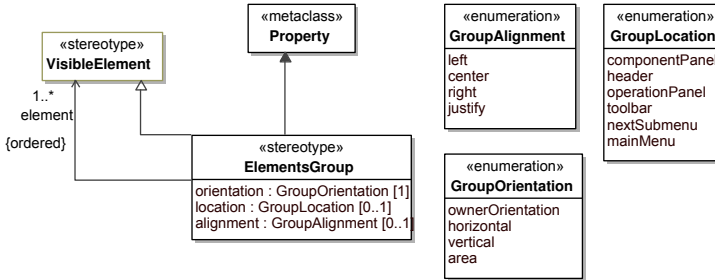 «metaclass»
Property
«stereotype»
VisibleElement
1..*
element
{ordered}
«stereotype»
ElementsGroup
orientation : GroupOrientation [1]
location : GroupLocation [0..1]
alignment : GroupAlignment [0..1]
«enumeration»
GroupAlignment
left
center
right
justify
«enumeration»
GroupOrientation
ownerOrientation
horizontal
vertical
area
«enumeration»
GroupLocation
componentPanel
header
operationPanel
toolbar
nextSubmenu
mainMenu